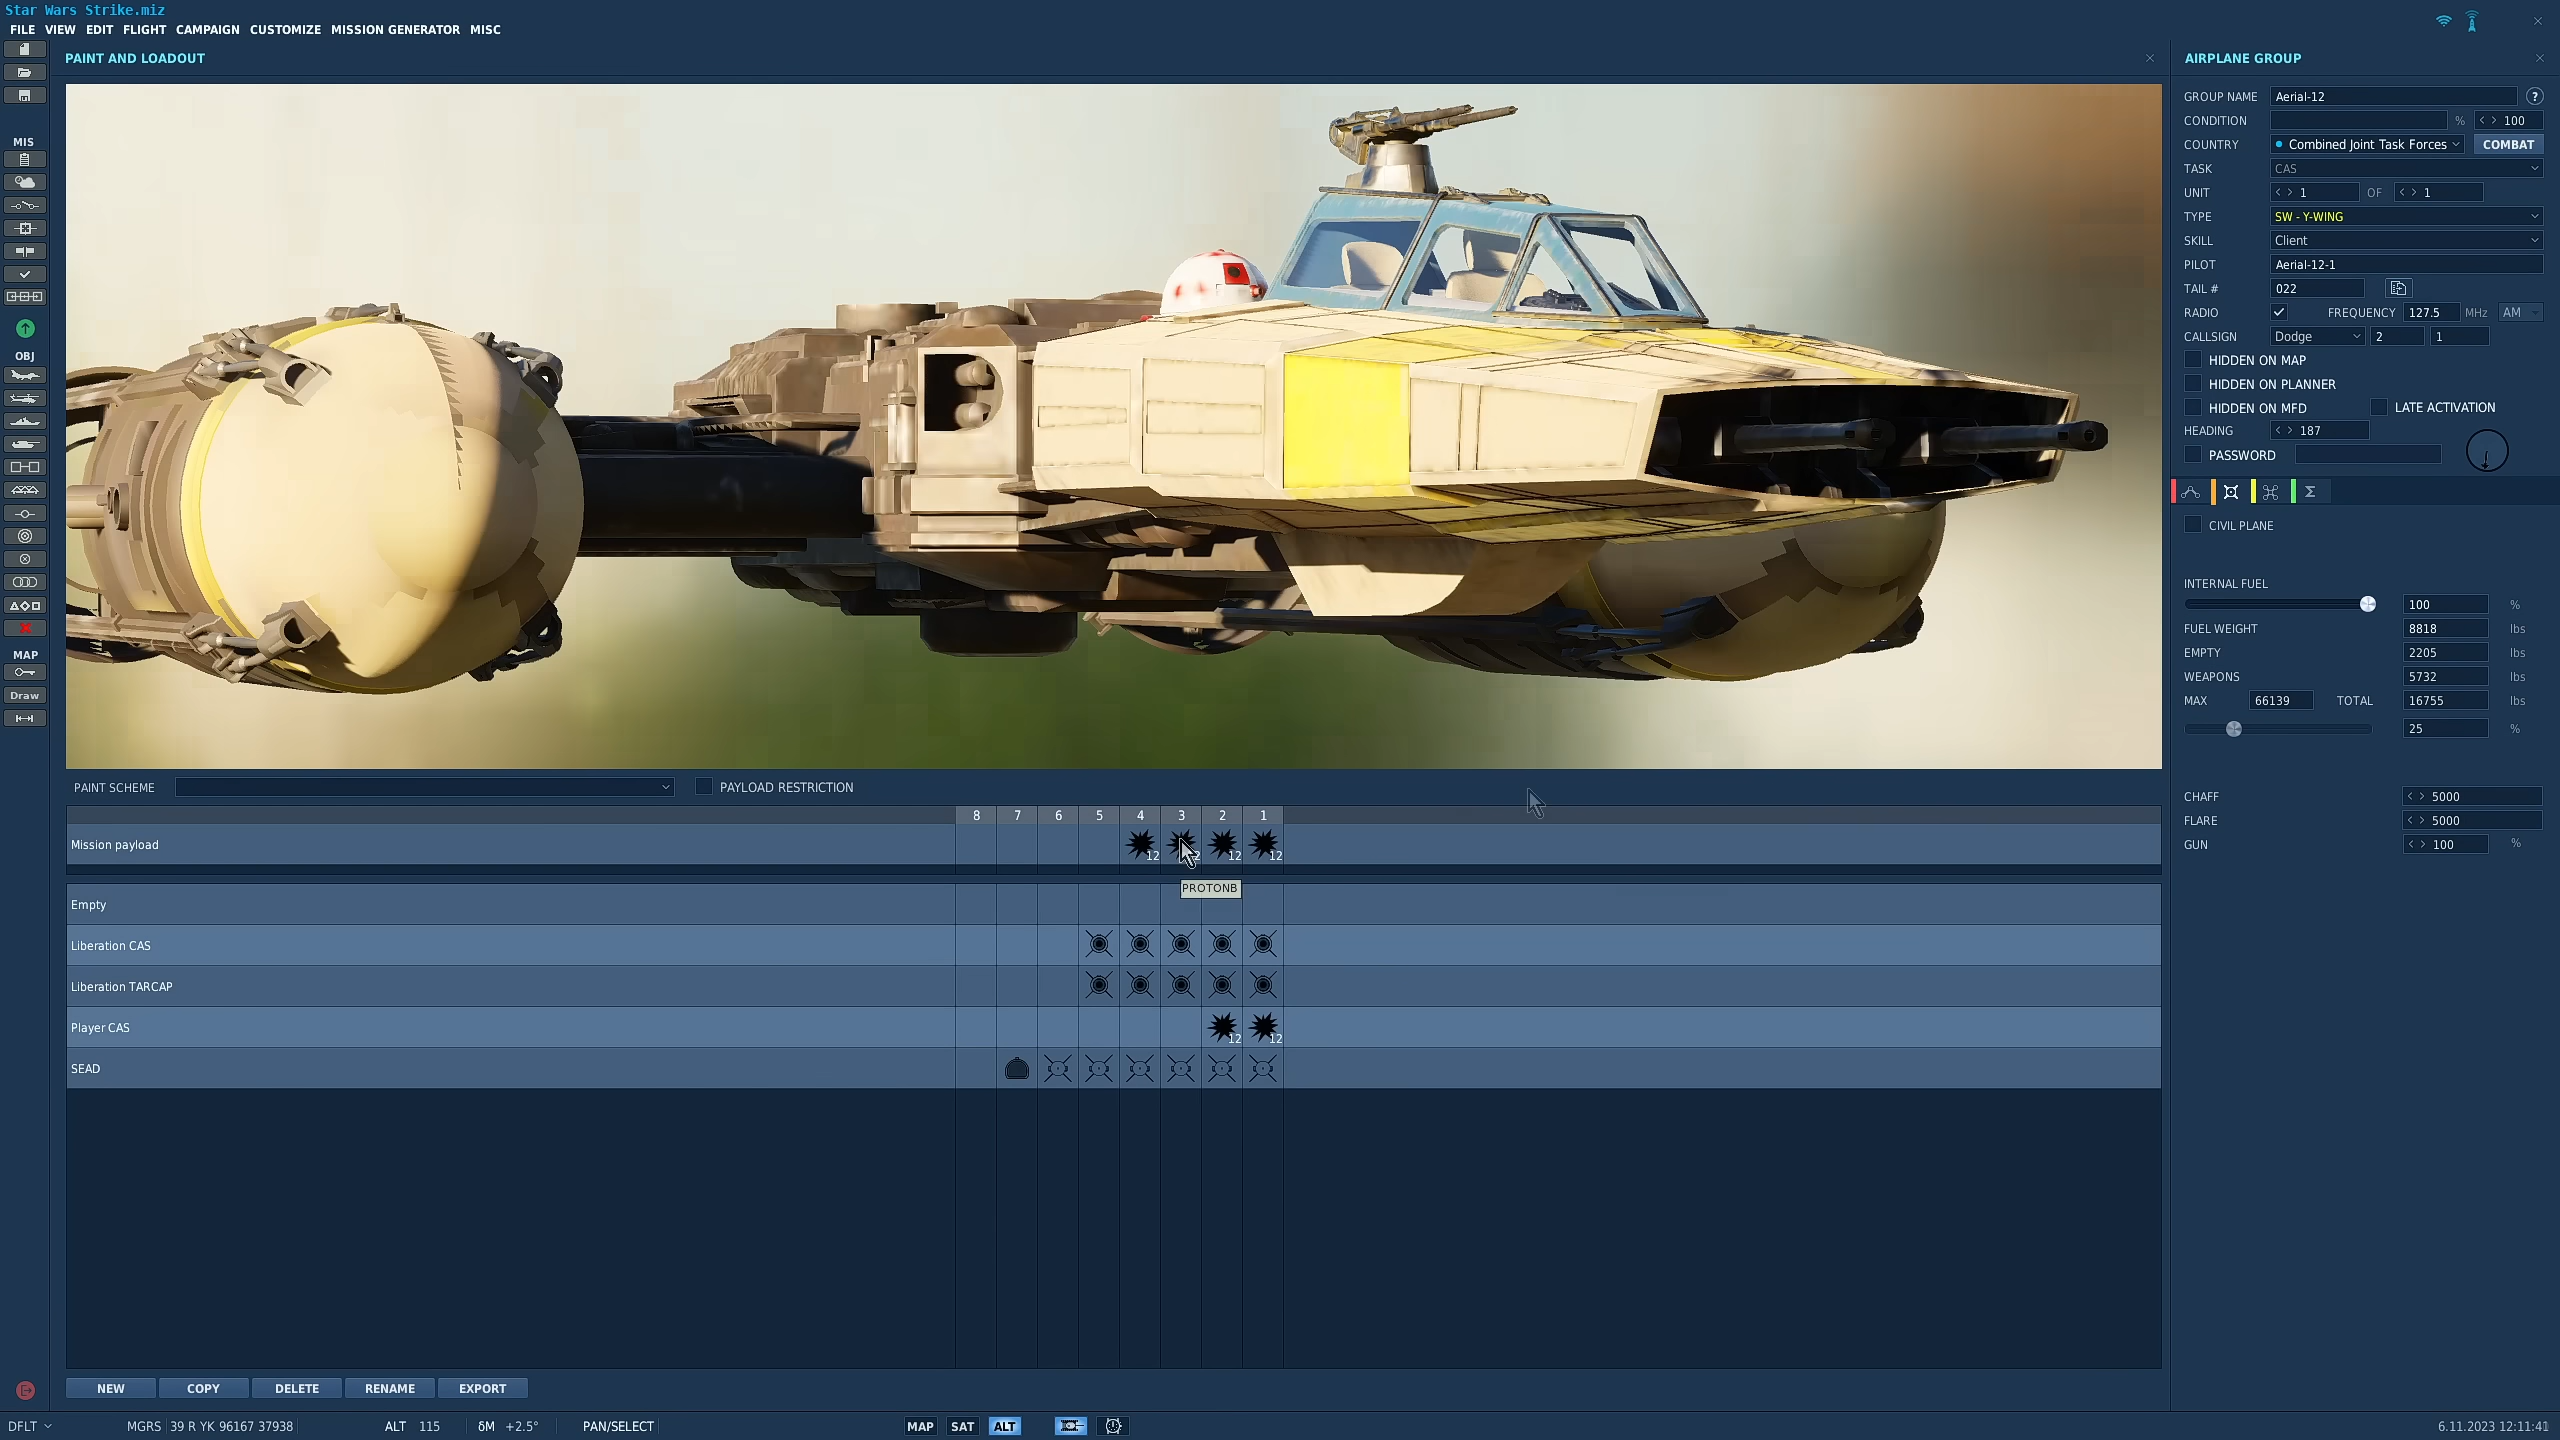 Star Wars Strike.miz
FILE VIEW EDIT FLIGHT CAMPAIGN CUSTOMIZE MISSION GENERATOR MISC
PAINT AND LOADOUT
MIS
OBJ
MAP
Draw
PAINT SCHEME
PAYLOAD RESTRICTION
8 7 6 5 4 3 2 1
Mission payload 12 12 12
PROTONB
Empty
Liberation CAS
Liberation TARCAP
Player CAS 12 12
SEAD
NEW COPY DELETE RENAME EXPORT
AIRPLANE GROUP
GROUP NAME Aerial-12 ?
CONDITION % < > 100
COUNTRY Combined Joint Task Forces COMBAT
TASK CAS
UNIT < > 1 OF < > 1
TYPE SW - Y-WING
SKILL Client
PILOT Aerial-12-1
TAIL # 022
RADIO FREQUENCY 127.5 MHz AM
CALLSIGN Dodge 2 1
HIDDEN ON MAP
HIDDEN ON PLANNER
HIDDEN ON MFD LATE ACTIVATION
HEADING < > 187
PASSWORD
Σ
CIVIL PLANE
INTERNAL FUEL
100 %
FUEL WEIGHT 8818 lbs
EMPTY 2205 lbs
WEAPONS 5732 lbs
MAX 66139 TOTAL 16755 lbs
25 %
CHAFF < > 5000
FLARE < > 5000
GUN < > 100 %
DFLT MGRS 39 R YK 96167 37938 ALT 115 δM +2.5° PAN/SELECT MAP SAT ALT 6.11.2023 12:11:41